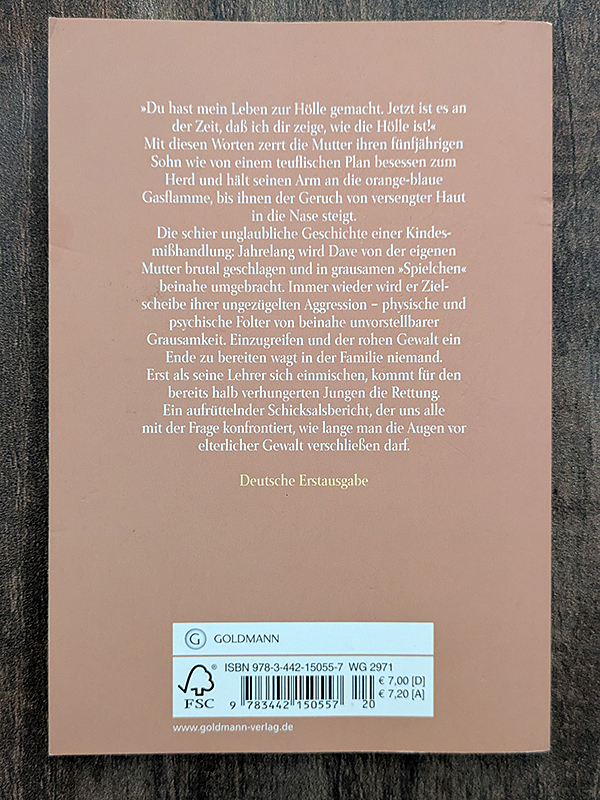 »Du hast mein Leben zur Hölle gemacht. Jetzt ist es an
der Zeit, daß ich dir zeige, wie die Hölle ist!«
Mit diesen Worten zerrt die Mutter ihren fünfjährigen
Sohn wie von einem teuflischen Plan besessen zum
Herd und hält seinen Arm an die orange-blaue
Gasflamme, bis ihnen der Geruch von versengter Haut
in die Nase steigt.
Die schier unglaubliche Geschichte einer Kindes-
mißhandlung: Jahrelang wird Dave von der eigenen
Mutter brutal geschlagen und in grausamen »Spielchen«
beinahe umgebracht. Immer wieder wird er Ziel-
scheibe ihrer ungezügelten Aggression – physische und
psychische Folter von beinahe unvorstellbarer
Grausamkeit. Einzugreifen und der rohen Gewalt ein
Ende zu bereiten wagt in der Familie niemand.
Erst als seine Lehrer sich einmischen, kommt für den
bereits halb verhungerten Jungen die Rettung.
Ein aufrüttelnder Schicksalsbericht, der uns alle
mit der Frage konfrontiert, wie lange man die Augen vor
elterlicher Gewalt verschließen darf.
Deutsche Erstausgabe
G GOLDMANN
ISBN 978-3-442-15055-7 WG 2971
€ 7,00 [D]
€ 7,20 [A]
FSC®
9 783442 150557 20
www.goldmann-verlag.de